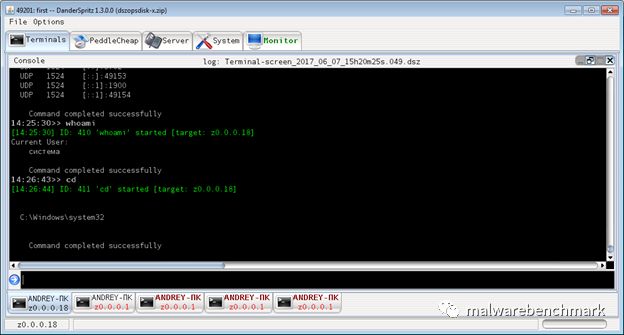 49201: first -- DanderSpritz 1.3.0.0 (dszopsdisk-x.zip)
File Options
Terminals PeddleCheap Server System Monitor
Console log: Terminal-screen_2017_06_07_15h20m25s.049.dsz
UDP 1524 [::]:49153
UDP 1524 [::1]:1900
UDP 1524 [::1]:49154
Command completed successfully
14:25:30>> whoami
[14:25:30] ID: 410 'whoami' started [target: z0.0.0.18]
Current User:
система
Command completed successfully
14:26:43>> cd
[14:26:44] ID: 411 'cd' started [target: z0.0.0.18]
C:\Windows\system32
Command completed successfully
ANDREY-ПК ANDREY-ПК ANDREY-ПК ANDREY-ПК ANDREY-ПК
z0.0.0.18 z0.0.0.1 z0.0.0.1 z0.0.0.1 z0.0.0.1
z0.0.0.18
malwarebenchmark